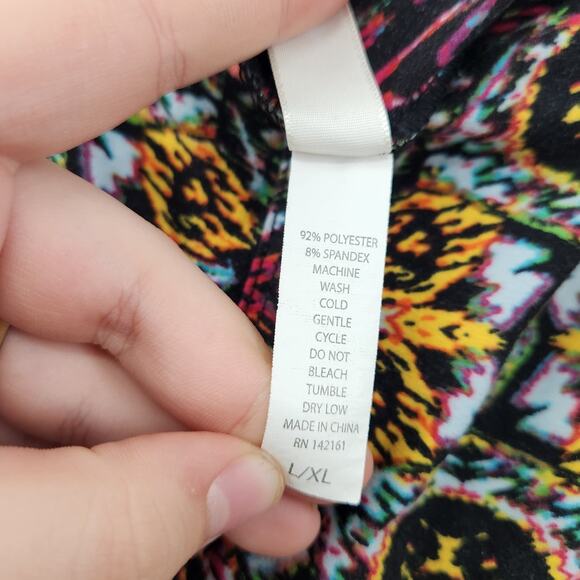 92% POLYESTER
8% SPANDEX
MACHINE
WASH
COLD
GENTLE
CYCLE
DO NOT
BLEACH
TUMBLE
DRY LOW
MADE IN CHINA
RN 142161
L/XL